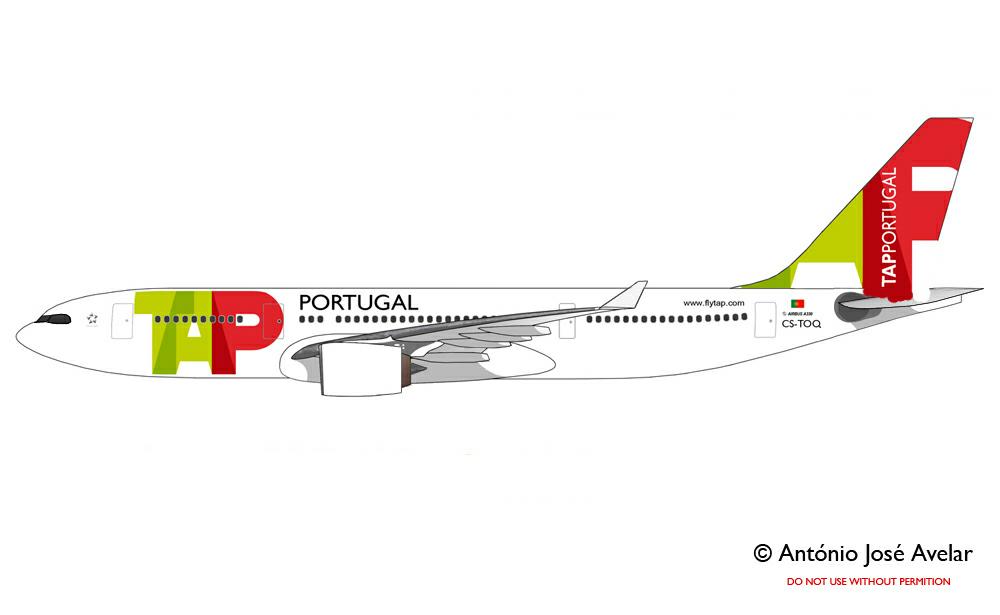 TAP
PORTUGAL
www.flytap.com
AIRBUS A330
CS-TOQ
TAPPORTUGAL
© António José Avelar
DO NOT USE WITHOUT PERMITION